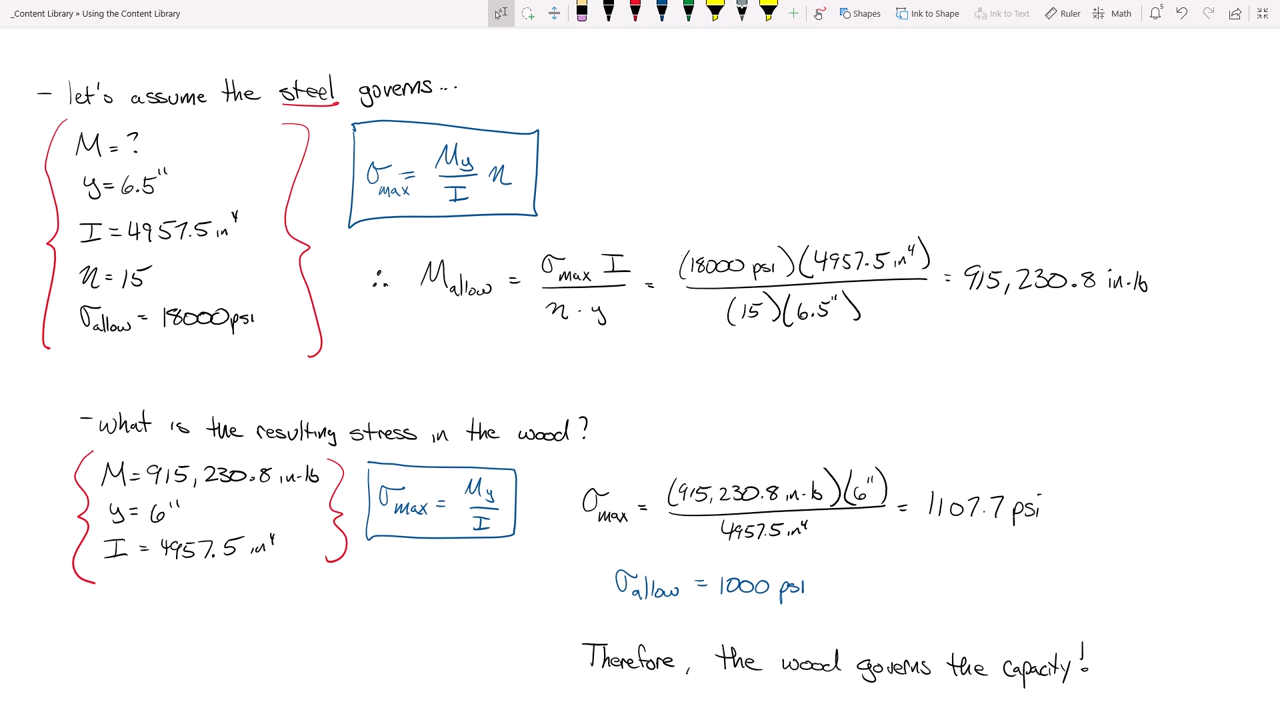 _Content Library » Using the Content Library
Shapes Ink to Shape Ink to Text Ruler Math 5
- let's assume the steel governs...
M = ?
y = 6.5"
I = 4957.5 in⁴
n = 15
σallow = 18000 psi
σmax = My/I n
∴ Mallow = σmax I / n · y = (18000 psi)(4957.5 in⁴) / (15)(6.5") = 915,230.8 in·lb
- what is the resulting stress in the wood?
M = 915,230.8 in-lb
y = 6"
I = 4957.5 in⁴
σmax = My/I
σmax = (915,230.8 in-lb)(6") / 4957.5 in⁴ = 1107.7 psi
σallow = 1000 psi
Therefore, the wood governs the capacity!